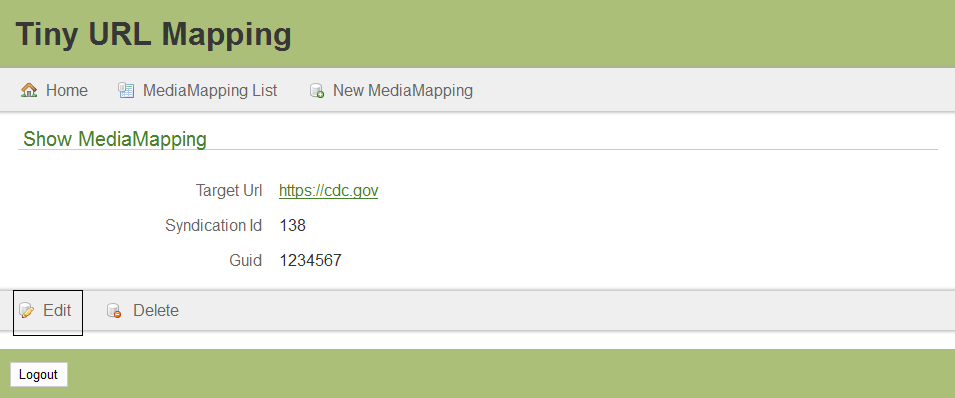 Tiny URL Mapping
Home MediaMapping List New MediaMapping
Show MediaMapping
Target Url https://cdc.gov
Syndication Id 138
Guid 1234567
Edit Delete
Logout